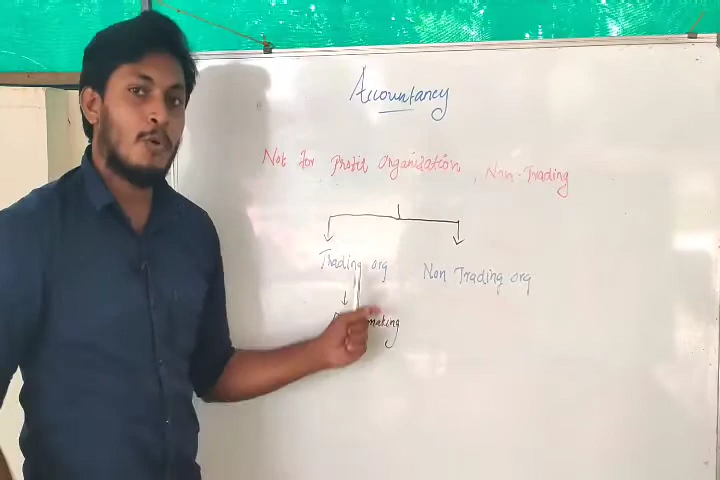 Accountancy
Not for Profit Organisation, Non-Trading
Trading org
Non Trading org
making